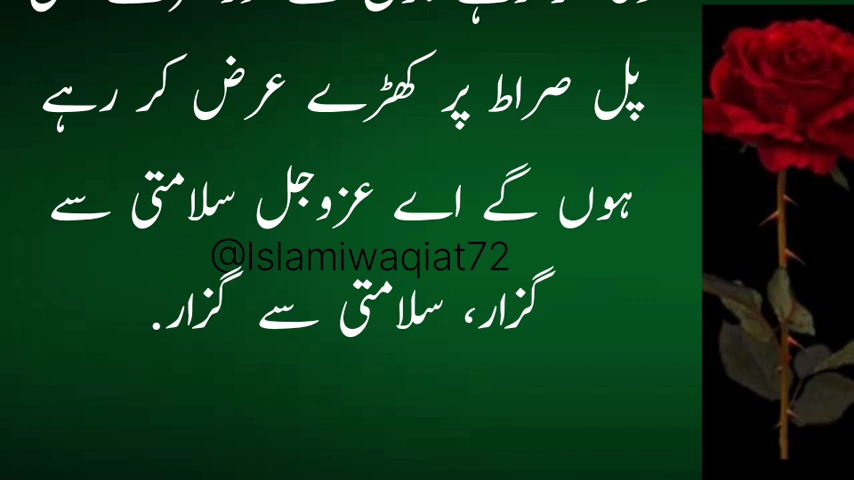 پل صراط پر کھڑے عرض کر رہے
ہوں گے اے عزوجل سلامتی سے
@Islamiwaqiat72
گزار، سلامتی سے گزار.